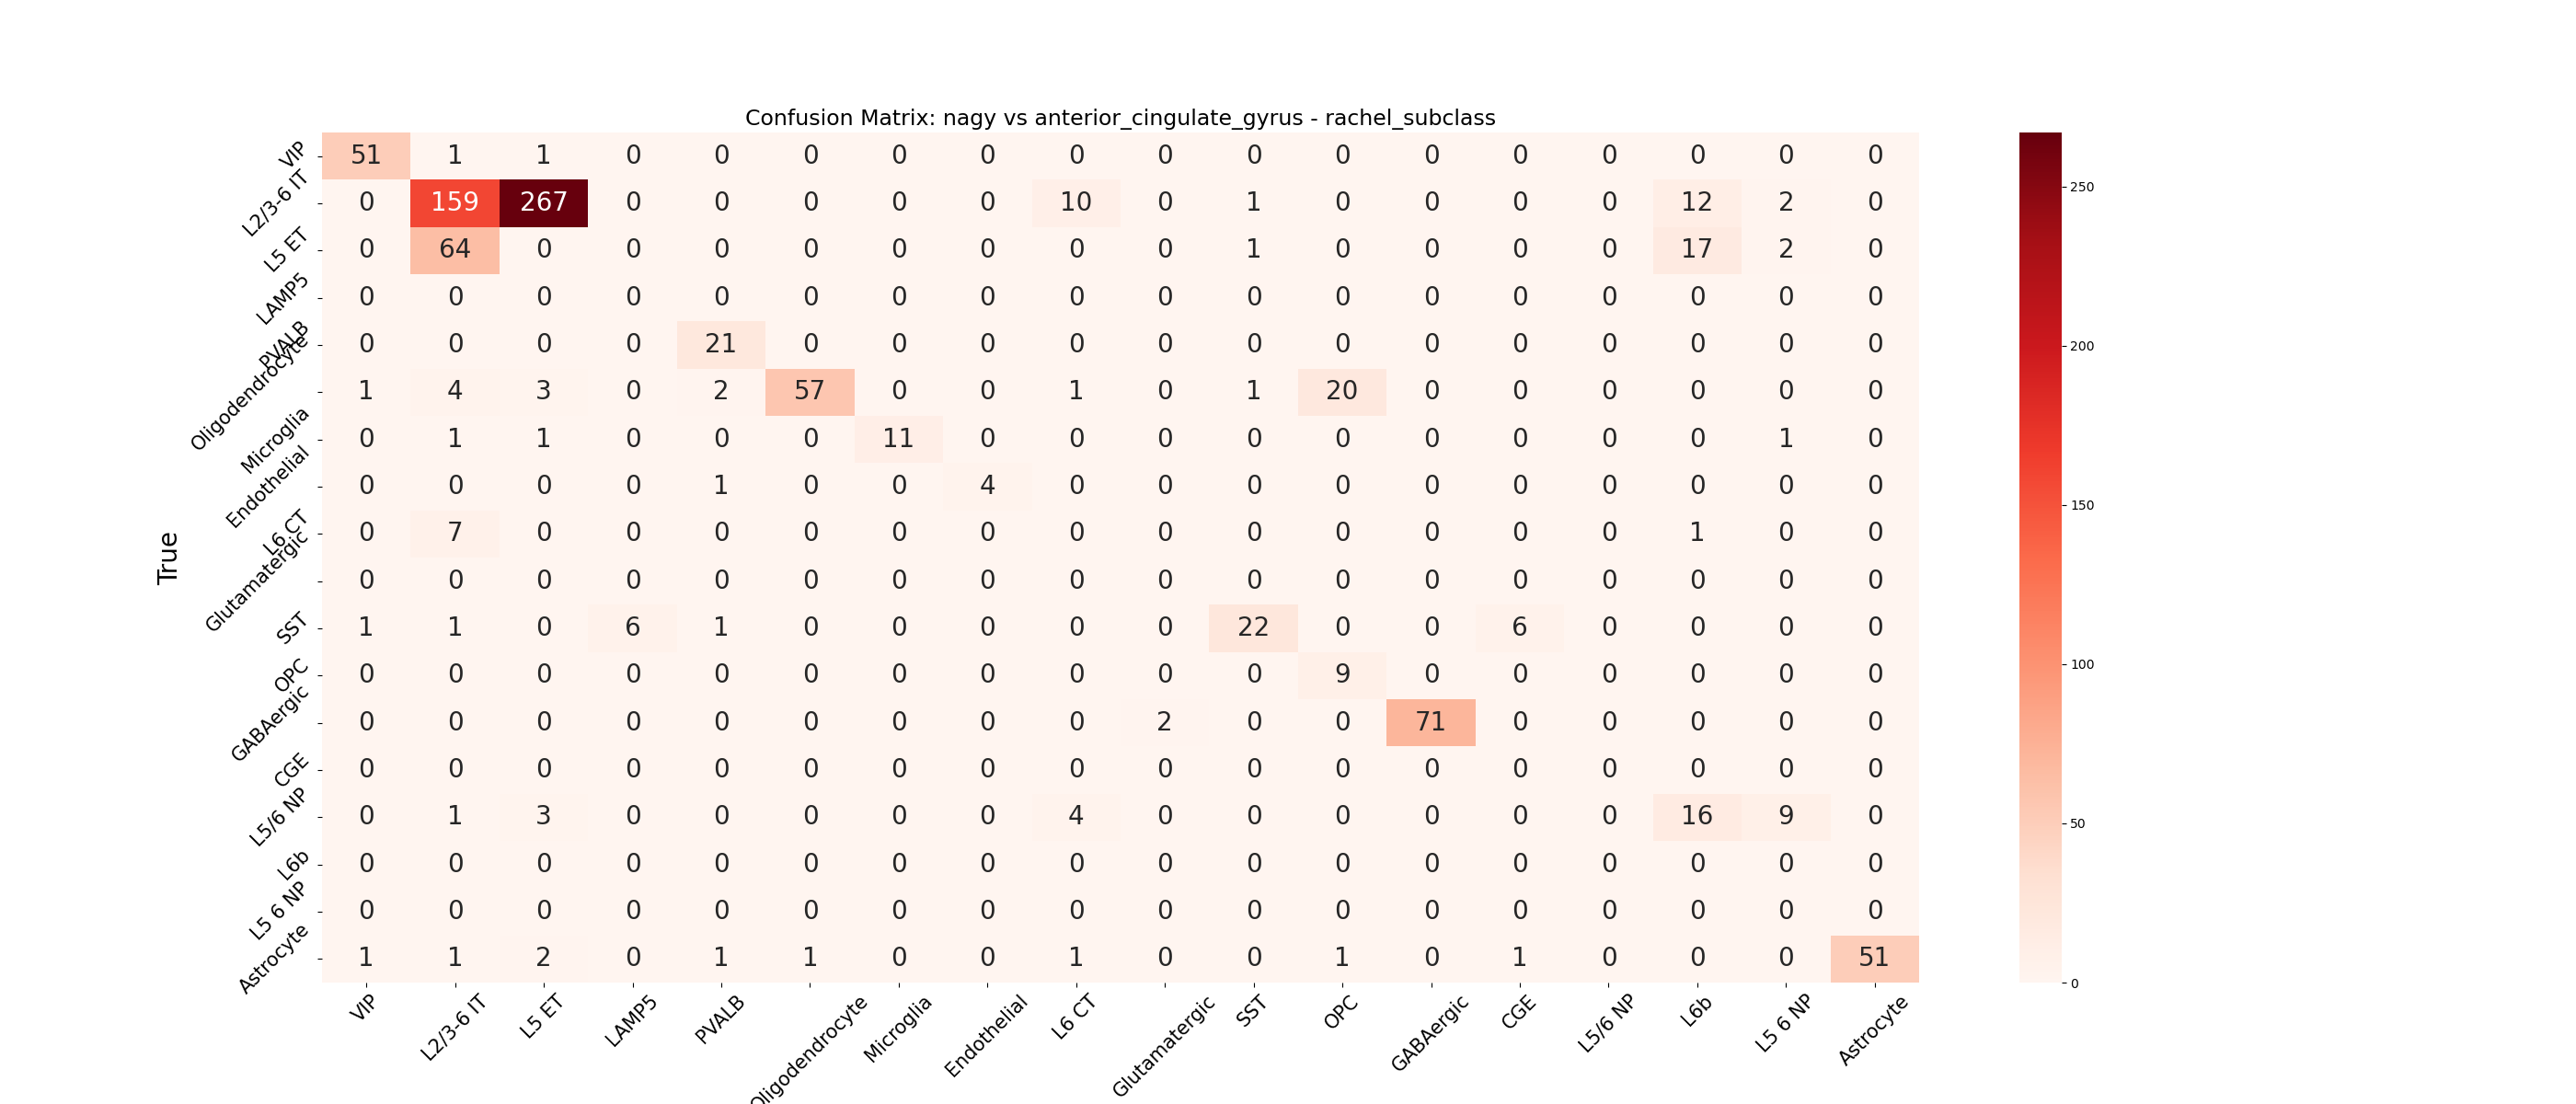 Confusion Matrix: nagy vs anterior_cingulate_gyrus - rachel_subclass
True
VIP 51 1 1 0 0 0 0 0 0 0 0 0 0 0 0 0 0 0
L2/3-6 IT 0 159 267 0 0 0 0 0 10 0 1 0 0 0 0 12 2 0
L5 ET 0 64 0 0 0 0 0 0 0 0 1 0 0 0 0 17 2 0
LAMP5 0 0 0 0 0 0 0 0 0 0 0 0 0 0 0 0 0 0
PVALB 0 0 0 0 21 0 0 0 0 0 0 0 0 0 0 0 0 0
Oligodendrocyte 1 4 3 0 2 57 0 0 1 0 1 20 0 0 0 0 0 0
Microglia 0 1 1 0 0 0 11 0 0 0 0 0 0 0 0 0 1 0
Endothelial 0 0 0 0 1 0 0 4 0 0 0 0 0 0 0 0 0 0
L6 CT 0 7 0 0 0 0 0 0 0 0 0 0 0 0 0 1 0 0
Glutamatergic 0 0 0 0 0 0 0 0 0 0 0 0 0 0 0 0 0 0
SST 1 1 0 6 1 0 0 0 0 0 22 0 0 6 0 0 0 0
OPC 0 0 0 0 0 0 0 0 0 0 0 9 0 0 0 0 0 0
GABAergic 0 0 0 0 0 0 0 0 0 2 0 0 71 0 0 0 0 0
CGE 0 0 0 0 0 0 0 0 0 0 0 0 0 0 0 0 0 0
L5/6 NP 0 1 3 0 0 0 0 0 4 0 0 0 0 0 0 16 9 0
L6b 0 0 0 0 0 0 0 0 0 0 0 0 0 0 0 0 0 0
L5 6 NP 0 0 0 0 0 0 0 0 0 0 0 0 0 0 0 0 0 0
Astrocyte 1 1 2 0 1 1 0 0 1 0 0 1 0 1 0 0 0 51
VIP L2/3-6 IT L5 ET LAMP5 PVALB Oligodendrocyte Microglia Endothelial L6 CT Glutamatergic SST OPC GABAergic CGE L5/6 NP L6b L5 6 NP Astrocyte
250
200
150
100
50
0